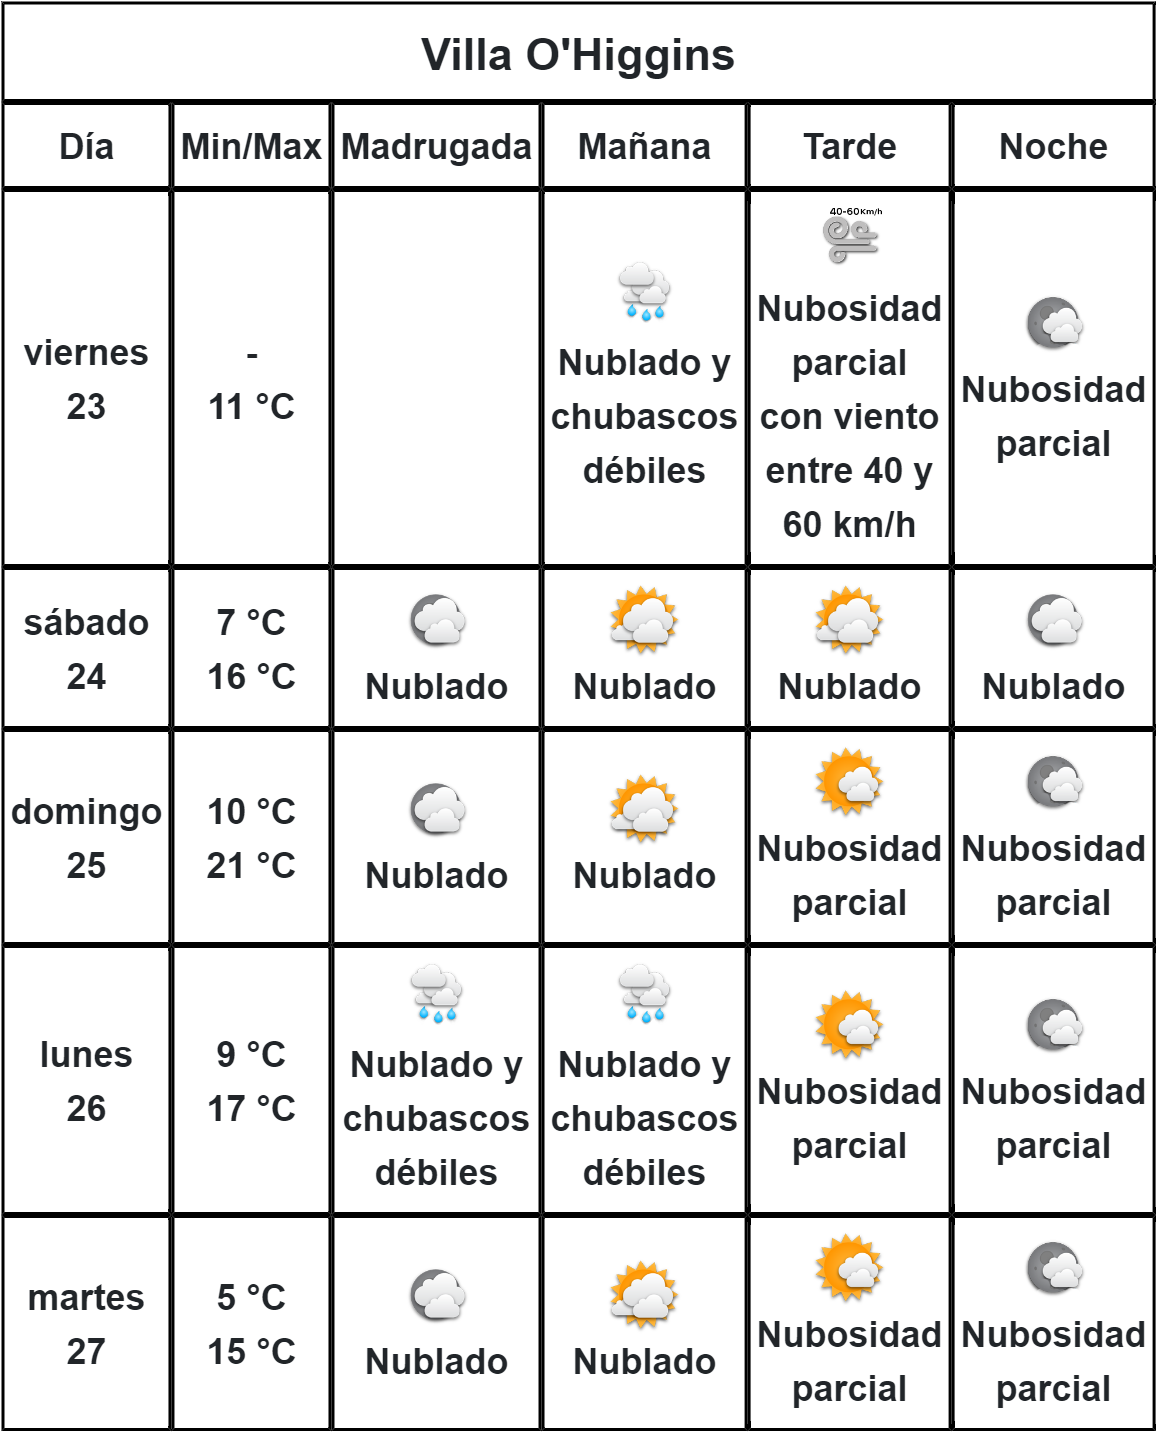 Villa O'Higgins
Día
Min/Max
Madrugada
Mañana
Tarde
Noche
viernes
23
-
11 °C
Nublado y
chubascos
débiles
40-60 Km/h
Nubosidad
parcial
con viento
entre 40 y
60 km/h
Nubosidad
parcial
sábado
24
7 °C
16 °C
Nublado
Nublado
Nublado
Nublado
domingo
25
10 °C
21 °C
Nublado
Nublado
Nubosidad
parcial
Nubosidad
parcial
lunes
26
9 °C
17 °C
Nublado y
chubascos
débiles
Nublado y
chubascos
débiles
Nubosidad
parcial
Nubosidad
parcial
martes
27
5 °C
15 °C
Nublado
Nublado
Nubosidad
parcial
Nubosidad
parcial